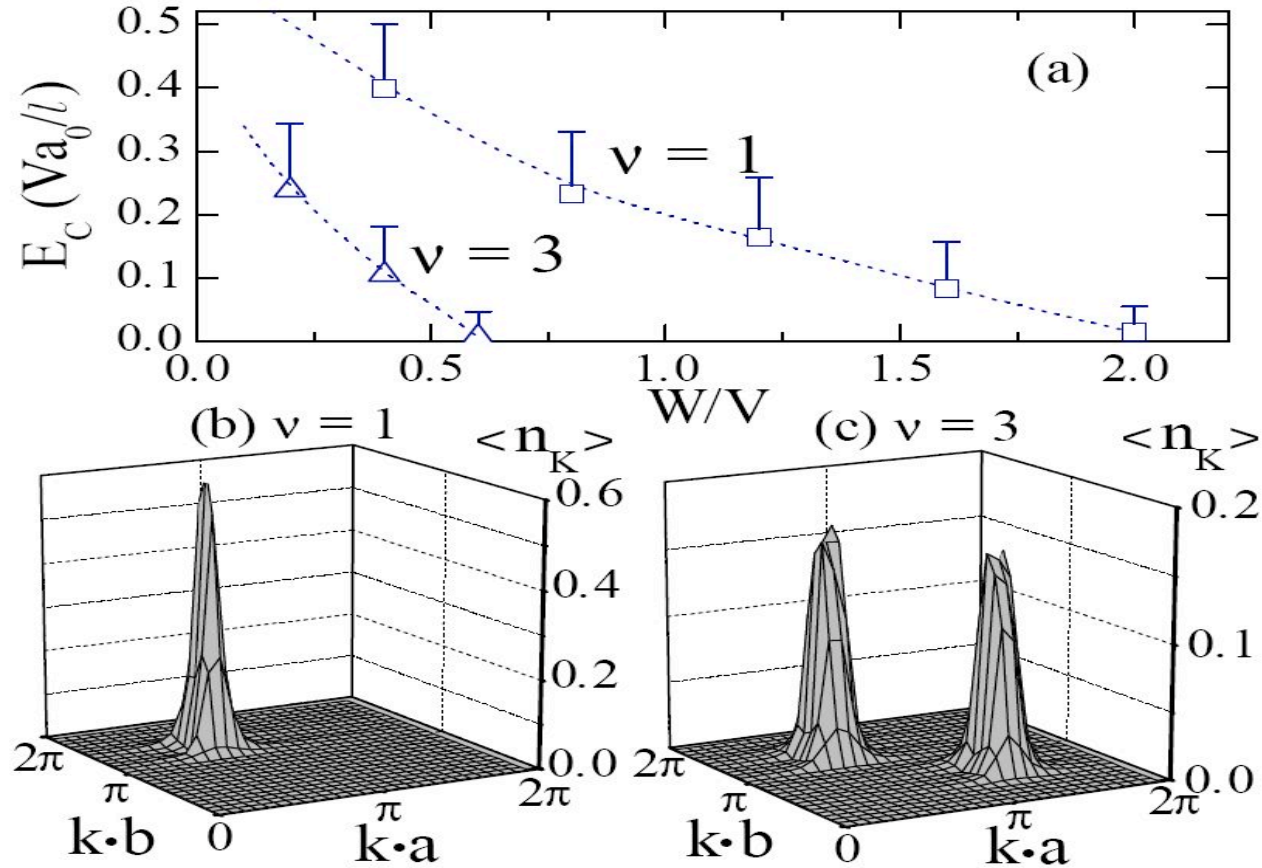 0.5
0.4
0.3
0.2
0.1
0.0
E_C (Va_0/l)
(a)
ν = 1
ν = 3
0.0 0.5 1.0 1.5 2.0
W/V
(b) ν = 1
<n_K>
0.6
0.4
0.2
0.0
2π
π
0
π
2π
k·b
k·a
(c) ν = 3
<n_K>
0.2
0.1
0.0
2π
π
0
π
2π
k·b
k·a